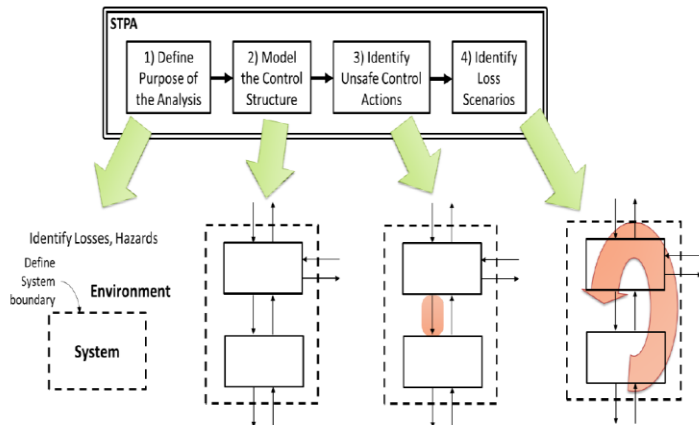 STPA
1) Define
Purpose of
the Analysis
2) Model
the Control
Structure
3) Identify
Unsafe Control
Actions
4) Identify
Loss
Scenarios
Identify Losses, Hazards
Define
System
boundary
Environment
System